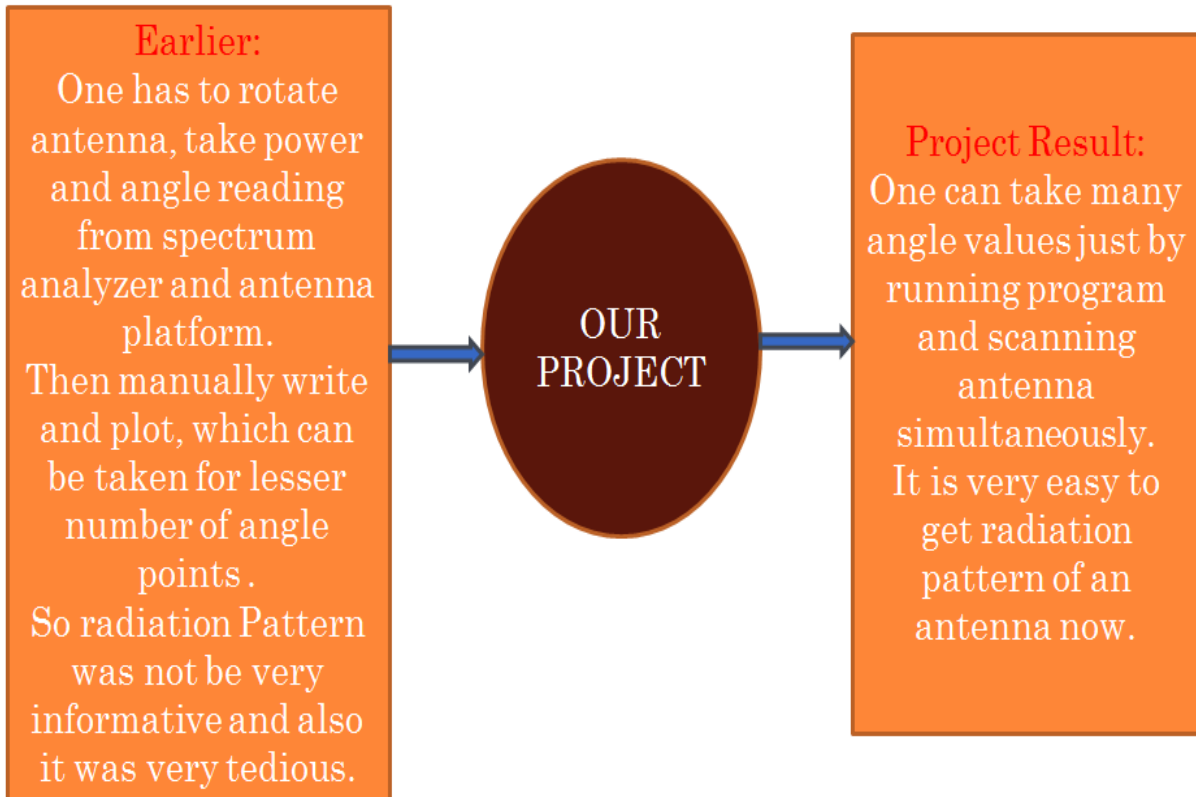 Earlier:
One has to rotate
antenna, take power
and angle reading
from spectrum
analyzer and antenna
platform.
Then manually write
and plot, which can
be taken for lesser
number of angle
points .
So radiation Pattern
was not be very
informative and also
it was very tedious.
OUR
PROJECT
Project Result:
One can take many
angle values just by
running program
and scanning
antenna
simultaneously.
It is very easy to
get radiation
pattern of an
antenna now.